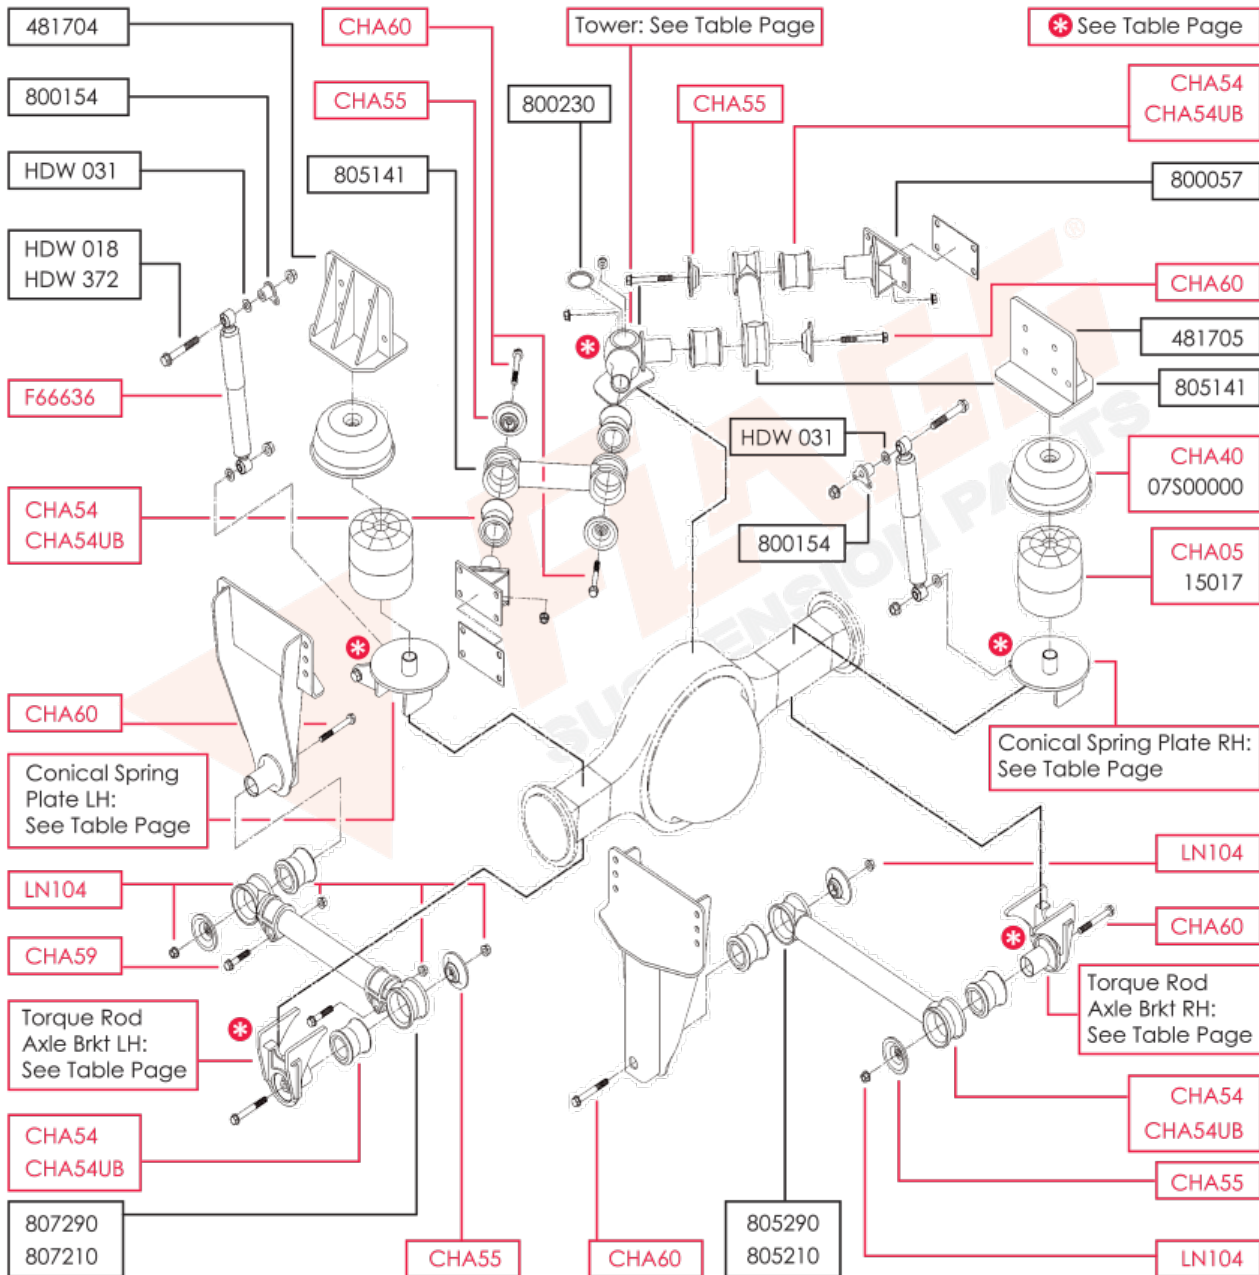 481704
CHA60
Tower: See Table Page
See Table Page
800154
CHA55
800230
CHA55
CHA54
CHA54UB
HDW 031
805141
800057
HDW 018
HDW 372
CHA60
481705
F66636
805141
HDW 031
CHA40
07S00000
CHA54
CHA54UB
800154
CHA05
15017
CHA60
Conical Spring
Plate LH:
See Table Page
Conical Spring Plate RH:
See Table Page
LN104
LN104
CHA59
CHA60
Torque Rod
Axle Brkt LH:
See Table Page
Torque Rod
Axle Brkt RH:
See Table Page
CHA54
CHA54UB
CHA54
CHA54UB
CHA55
807290
807210
CHA55
CHA60
805290
805210
LN104
FLAGI
SUSPENSION PARTS
®